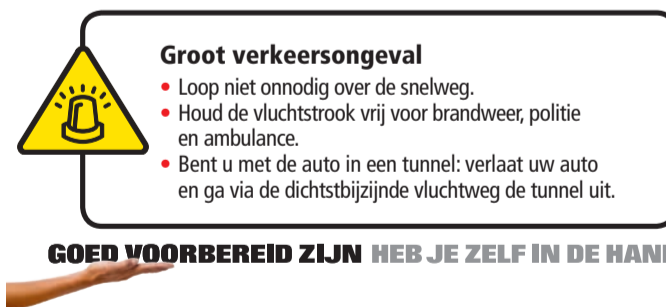 Groot verkeersongeval
• Loop niet onnodig over de snelweg.
• Houd de vluchtstrook vrij voor brandweer, politie
en ambulance.
• Bent u met de auto in een tunnel: verlaat uw auto
en ga via de dichtstbijzijnde vluchtweg de tunnel uit.
GOED VOORBEREID ZIJN HEB JE ZELF IN DE HAN